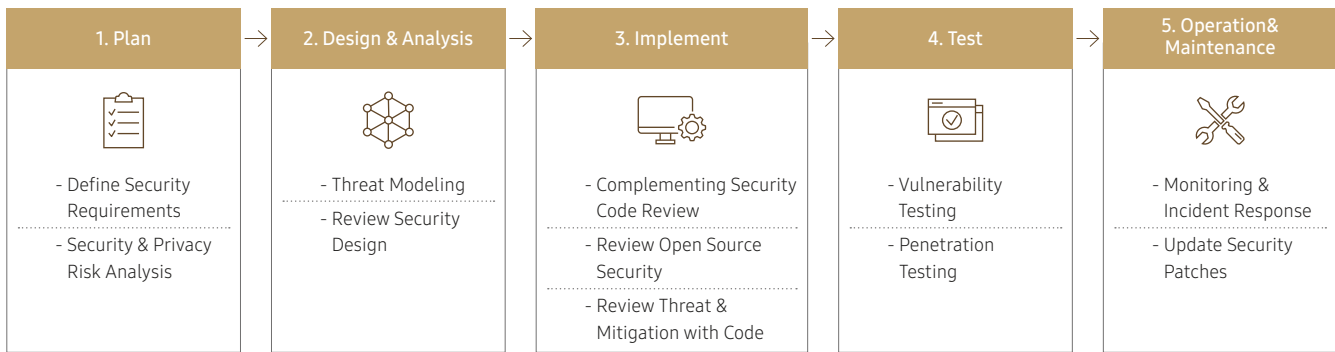 1. Plan
- Define Security
Requirements
- Security & Privacy
Risk Analysis
2. Design & Analysis
- Threat Modeling
- Review Security
Design
3. Implement
- Complementing Security
Code Review
- Review Open Source
Security
- Review Threat &
Mitigation with Code
4. Test
- Vulnerability
Testing
- Penetration
Testing
5. Operation&
Maintenance
- Monitoring &
Incident Response
- Update Security
Patches